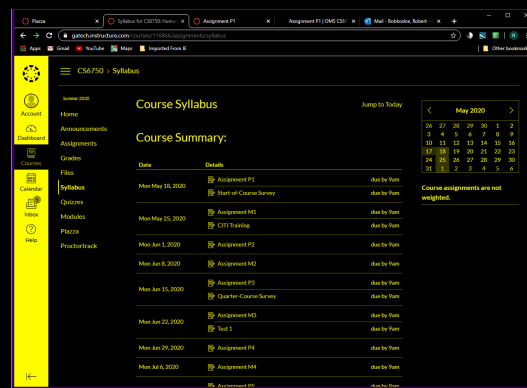 Piazza
Syllabus for CS6750: Human
Assignment P1
Assignment P1 | OMS CS67
Mail - Bobkoskie, Robert - 
gatech.instructure.com/courses/116866/assignments/syllabus
Apps Gmail YouTube Maps Imported From IE
Other bookmark
CS6750 > Syllabus
Account
Dashboard
Courses
Calendar
Inbox
Help
Summer 2020
Home
Announcements
Assignments
Grades
Files
Syllabus
Quizzes
Modules
Piazza
Proctortrack
Course Syllabus
Jump to Today
Course Summary:
Date Details
Mon May 18, 2020
Assignment P1 due by 9am
Start-of-Course Survey due by 9am
Mon May 25, 2020
Assignment M1 due by 9am
CITI Training due by 9am
Mon Jun 1, 2020 Assignment P2 due by 9am
Mon Jun 8, 2020 Assignment M2 due by 9am
Mon Jun 15, 2020
Assignment P3 due by 9am
Quarter-Course Survey due by 9am
Mon Jun 22, 2020
Assignment M3 due by 9am
Test 1 due by 9am
Mon Jun 29, 2020 Assignment P4 due by 9am
Mon Jul 6, 2020 Assignment M4 due by 9am
Assignment P5 due by 9am
May 2020
26 27 28 29 30 1 2
3 4 5 6 7 8 9
10 11 12 13 14 15 16
17 18 19 20 21 22 23
24 25 26 27 28 29 30
31 1 2 3 4 5 6
Course assignments are not
weighted.